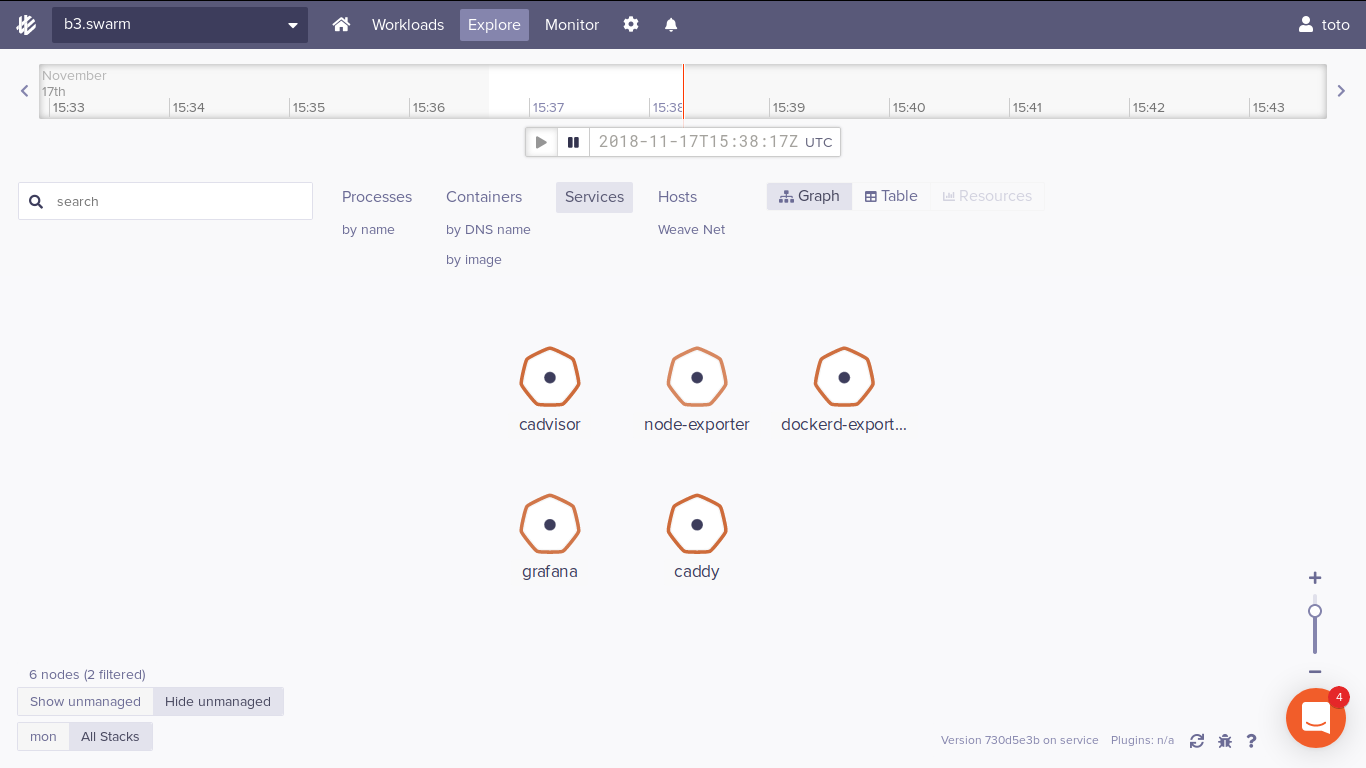 b3.swarm
Workloads
Explore
Monitor
toto
November
17th
15:33
15:34
15:35
15:36
15:37
15:38
15:39
15:40
15:41
15:42
15:43
2018-11-17T15:38:17Z UTC
search
Processes
by name
Containers
by DNS name
by image
Services
Hosts
Weave Net
Graph
Table
Resources
cadvisor
node-exporter
dockerd-export...
grafana
caddy
6 nodes (2 filtered)
Show unmanaged
Hide unmanaged
mon
All Stacks
Version 730d5e3b on service
Plugins: n/a
?
4